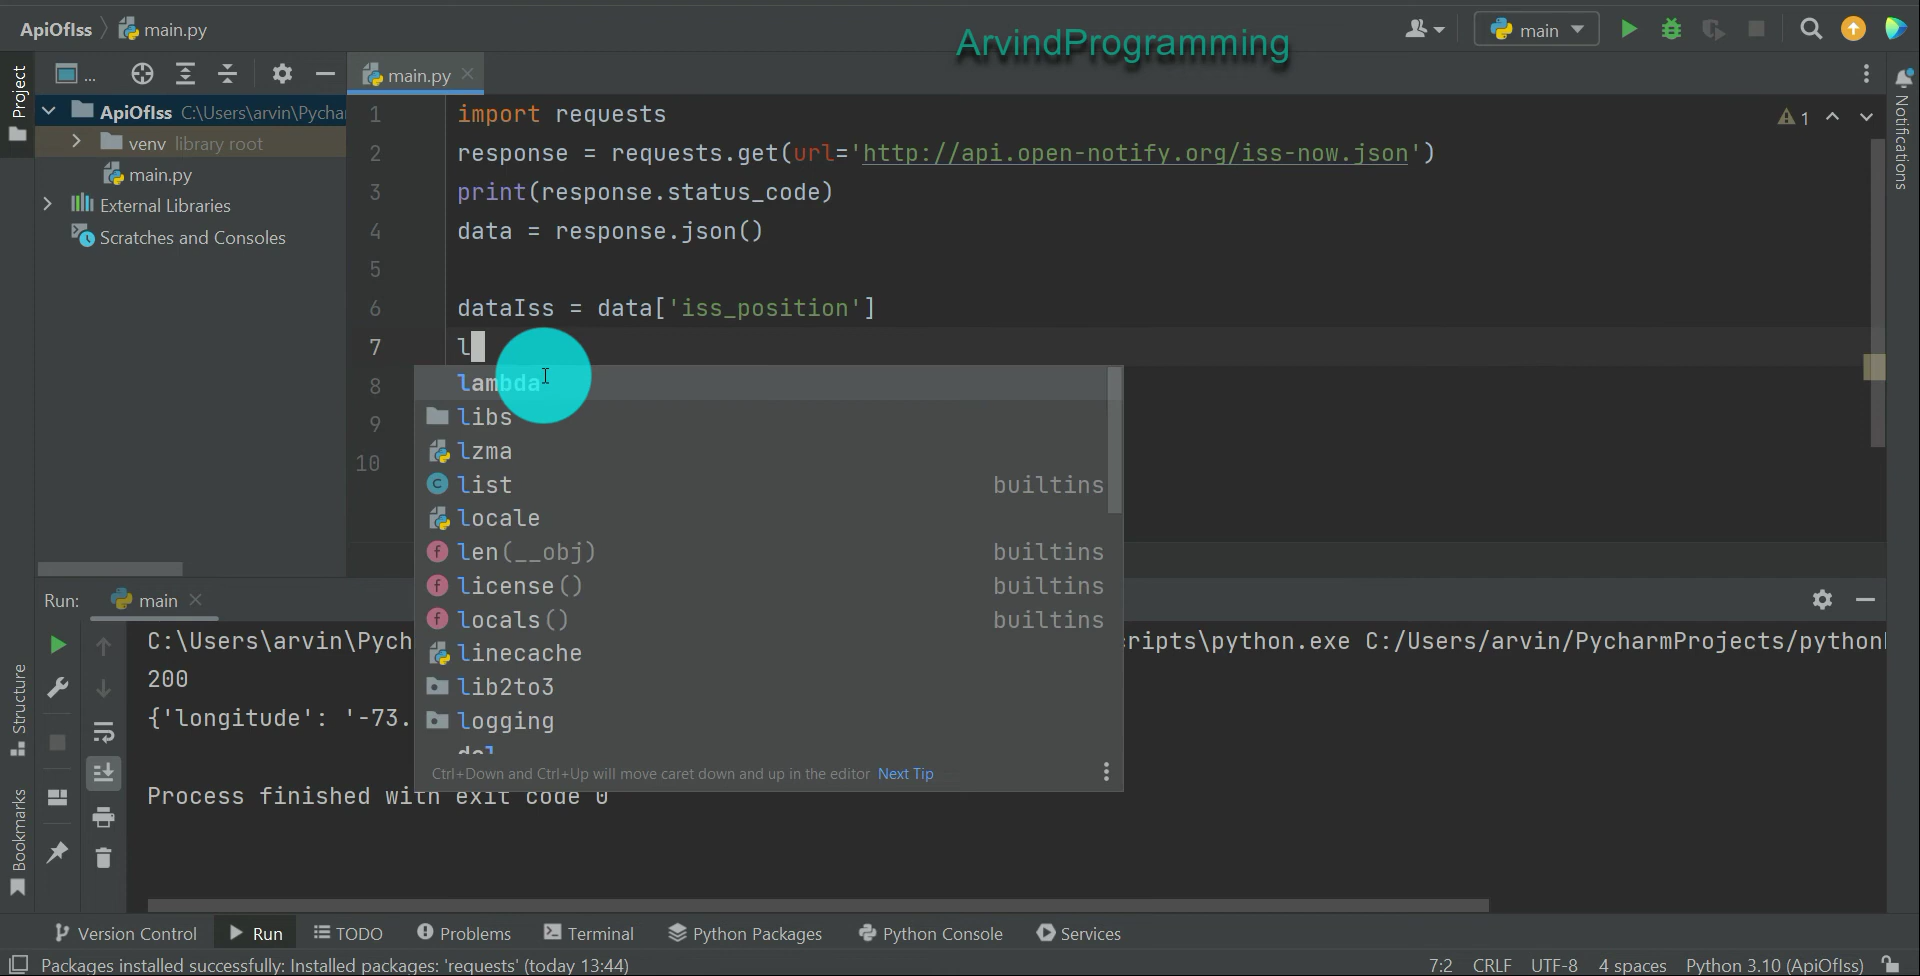 ApiOfIss main.py
ArvindProgramming
main
Project
...
main.py
ApiOfIss C:\Users\arvin\Pychar
venv library root
main.py
External Libraries
Scratches and Consoles
1 import requests
2 response = requests.get(url='http://api.open-notify.org/iss-now.json')
3 print(response.status_code)
4 data = response.json()
5
6 dataIss = data['iss_position']
7 l
8
9
10
1
Notifications
lambda
libs
lzma
list builtins
locale
len(__obj) builtins
license() builtins
locals() builtins
linecache
lib2to3
logging
del
Ctrl+Down and Ctrl+Up will move caret down and up in the editor Next Tip
Run: main
C:\Users\arvin\Pych ripts\python.exe C:/Users/arvin/PycharmProjects/python
200
{'longitude': '-73.
Process finished with exit code 0
Structure
Bookmarks
Version Control Run TODO Problems Terminal Python Packages Python Console Services
Packages installed successfully: Installed packages: 'requests' (today 13:44) 7:2 CRLF UTF-8 4 spaces Python 3.10 (ApiOfIss)